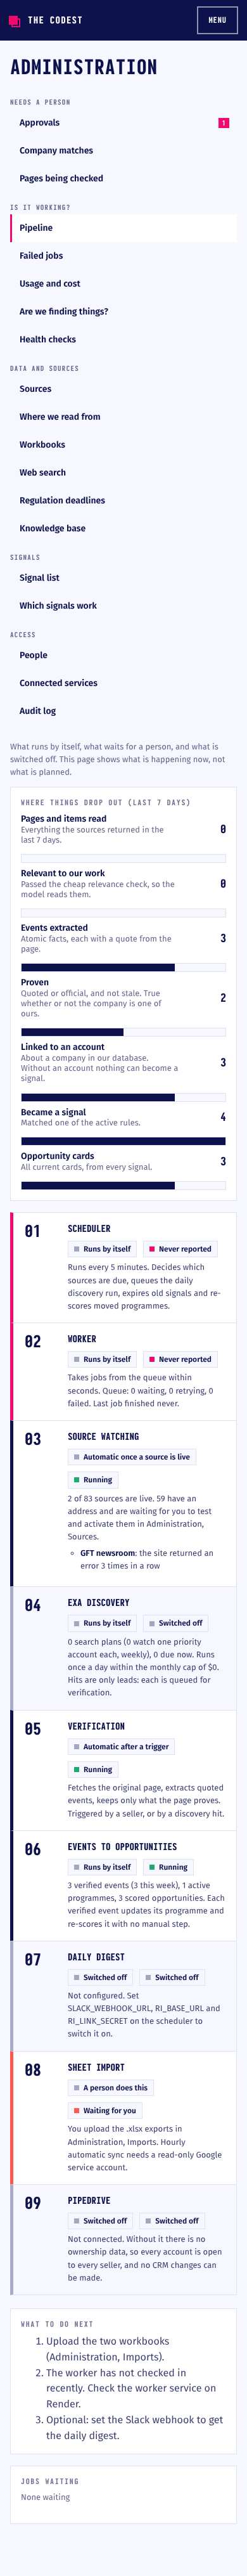 THE CODEST
MENU
ADMINISTRATION
NEEDS A PERSON
Approvals
1
Company matches
Pages being checked
IS IT WORKING?
Pipeline
Failed jobs
Usage and cost
Are we finding things?
Health checks
DATA AND SOURCES
Sources
Where we read from
Workbooks
Web search
Regulation deadlines
Knowledge base
SIGNALS
Signal list
Which signals work
ACCESS
People
Connected services
Audit log
What runs by itself, what waits for a person, and what is
switched off. This page shows what is happening now, not
what is planned.
WHERE THINGS DROP OUT (LAST 7 DAYS)
Pages and items read
Everything the sources returned in the
last 7 days.
0
Relevant to our work
Passed the cheap relevance check, so the
model reads them.
0
Events extracted
Atomic facts, each with a quote from the
page.
3
Proven
Quoted or official, and not stale. True
whether or not the company is one of
ours.
2
Linked to an account
About a company in our database.
Without an account nothing can become a
signal.
3
Became a signal
Matched one of the active rules.
4
Opportunity cards
All current cards, from every signal.
3
01
SCHEDULER
Runs by itself
Never reported
Runs every 5 minutes. Decides which
sources are due, queues the daily
discovery run, expires old signals and re-
scores moved programmes.
02
WORKER
Runs by itself
Never reported
Takes jobs from the queue within
seconds. Queue: 0 waiting, 0 retrying, 0
failed. Last job finished never.
03
SOURCE WATCHING
Automatic once a source is live
Running
2 of 83 sources are live. 59 have an
address and are waiting for you to test
and activate them in Administration,
Sources.
GFT newsroom: the site returned an
error 3 times in a row
04
EXA DISCOVERY
Runs by itself
Switched off
0 search plans (0 watch one priority
account each, weekly), 0 due now. Runs
once a day within the monthly cap of $0.
Hits are only leads: each is queued for
verification.
05
VERIFICATION
Automatic after a trigger
Running
Fetches the original page, extracts quoted
events, keeps only what the page proves.
Triggered by a seller, or by a discovery hit.
06
EVENTS TO OPPORTUNITIES
Runs by itself
Running
3 verified events (3 this week), 1 active
programmes, 3 scored opportunities. Each
verified event updates its programme and
re-scores it with no manual step.
07
DAILY DIGEST
Switched off
Switched off
Not configured. Set
SLACK_WEBHOOK_URL, RI_BASE_URL and
RI_LINK_SECRET on the scheduler to
switch it on.
08
SHEET IMPORT
A person does this
Waiting for you
You upload the .xlsx exports in
Administration, Imports. Hourly
automatic sync needs a read-only Google
service account.
09
PIPEDRIVE
Switched off
Switched off
Not connected. Without it there is no
ownership data, so every account is open
to every seller, and no CRM changes can
be made.
WHAT TO DO NEXT
1. Upload the two workbooks
(Administration, Imports).
2. The worker has not checked in
recently. Check the worker service on
Render.
3. Optional: set the Slack webhook to get
the daily digest.
JOBS WAITING
None waiting